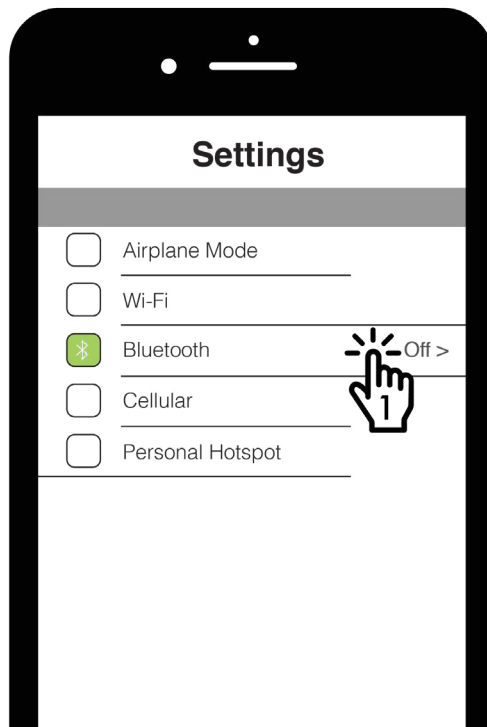 Settings
Airplane Mode
Wi-Fi
Bluetooth Off >
Cellular
1
Personal Hotspot